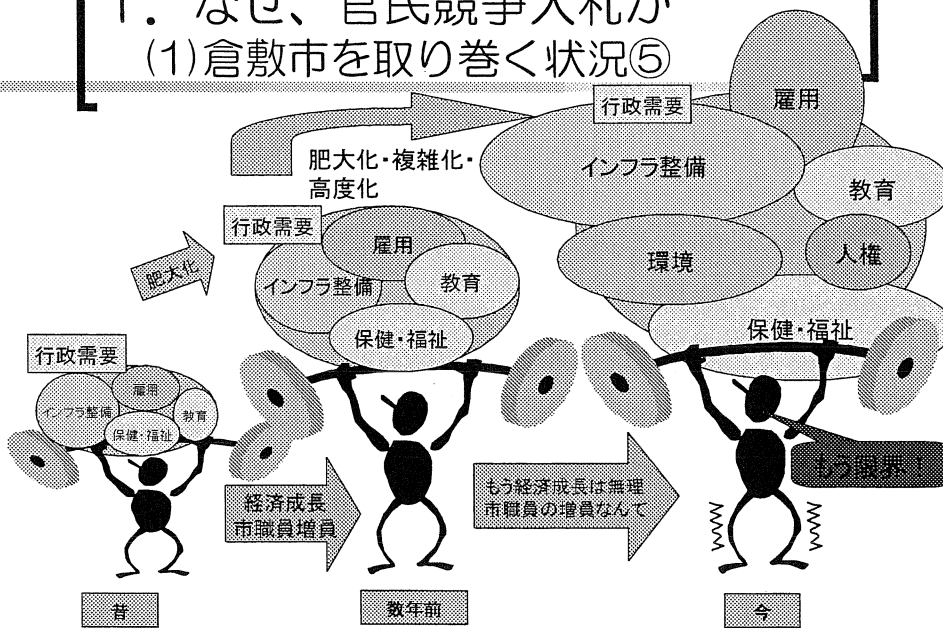 1．なぜ、官民競争入札か
(1)倉敷市を取り巻く状況⑤
行政需要
雇用
インフラ整備
教育
環境
人権
保健・福祉
肥大化・複雑化・
高度化
行政需要
雇用
インフラ整備
教育
保健・福祉
肥大化
行政需要
雇用
インフラ整備
教育
保健・福祉
もう限界！
経済成長
市職員増員
もう経済成長は無理
市職員の増員なんて
昔
数年前
今